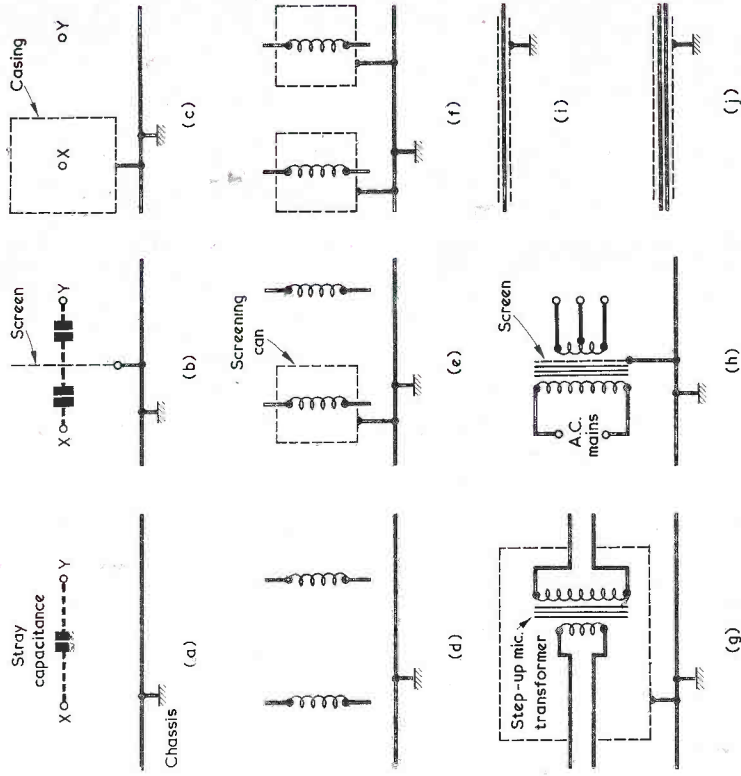 Stray
capacitance
X
Y
Chassis
(a)
Screen
X
Y
(b)
Casing
X
Y
(c)
(d)
Screening
can
(e)
(f)
Step-up mic.
transformer
(g)
Screen
A.C.
mains
(h)
(i)
(j)